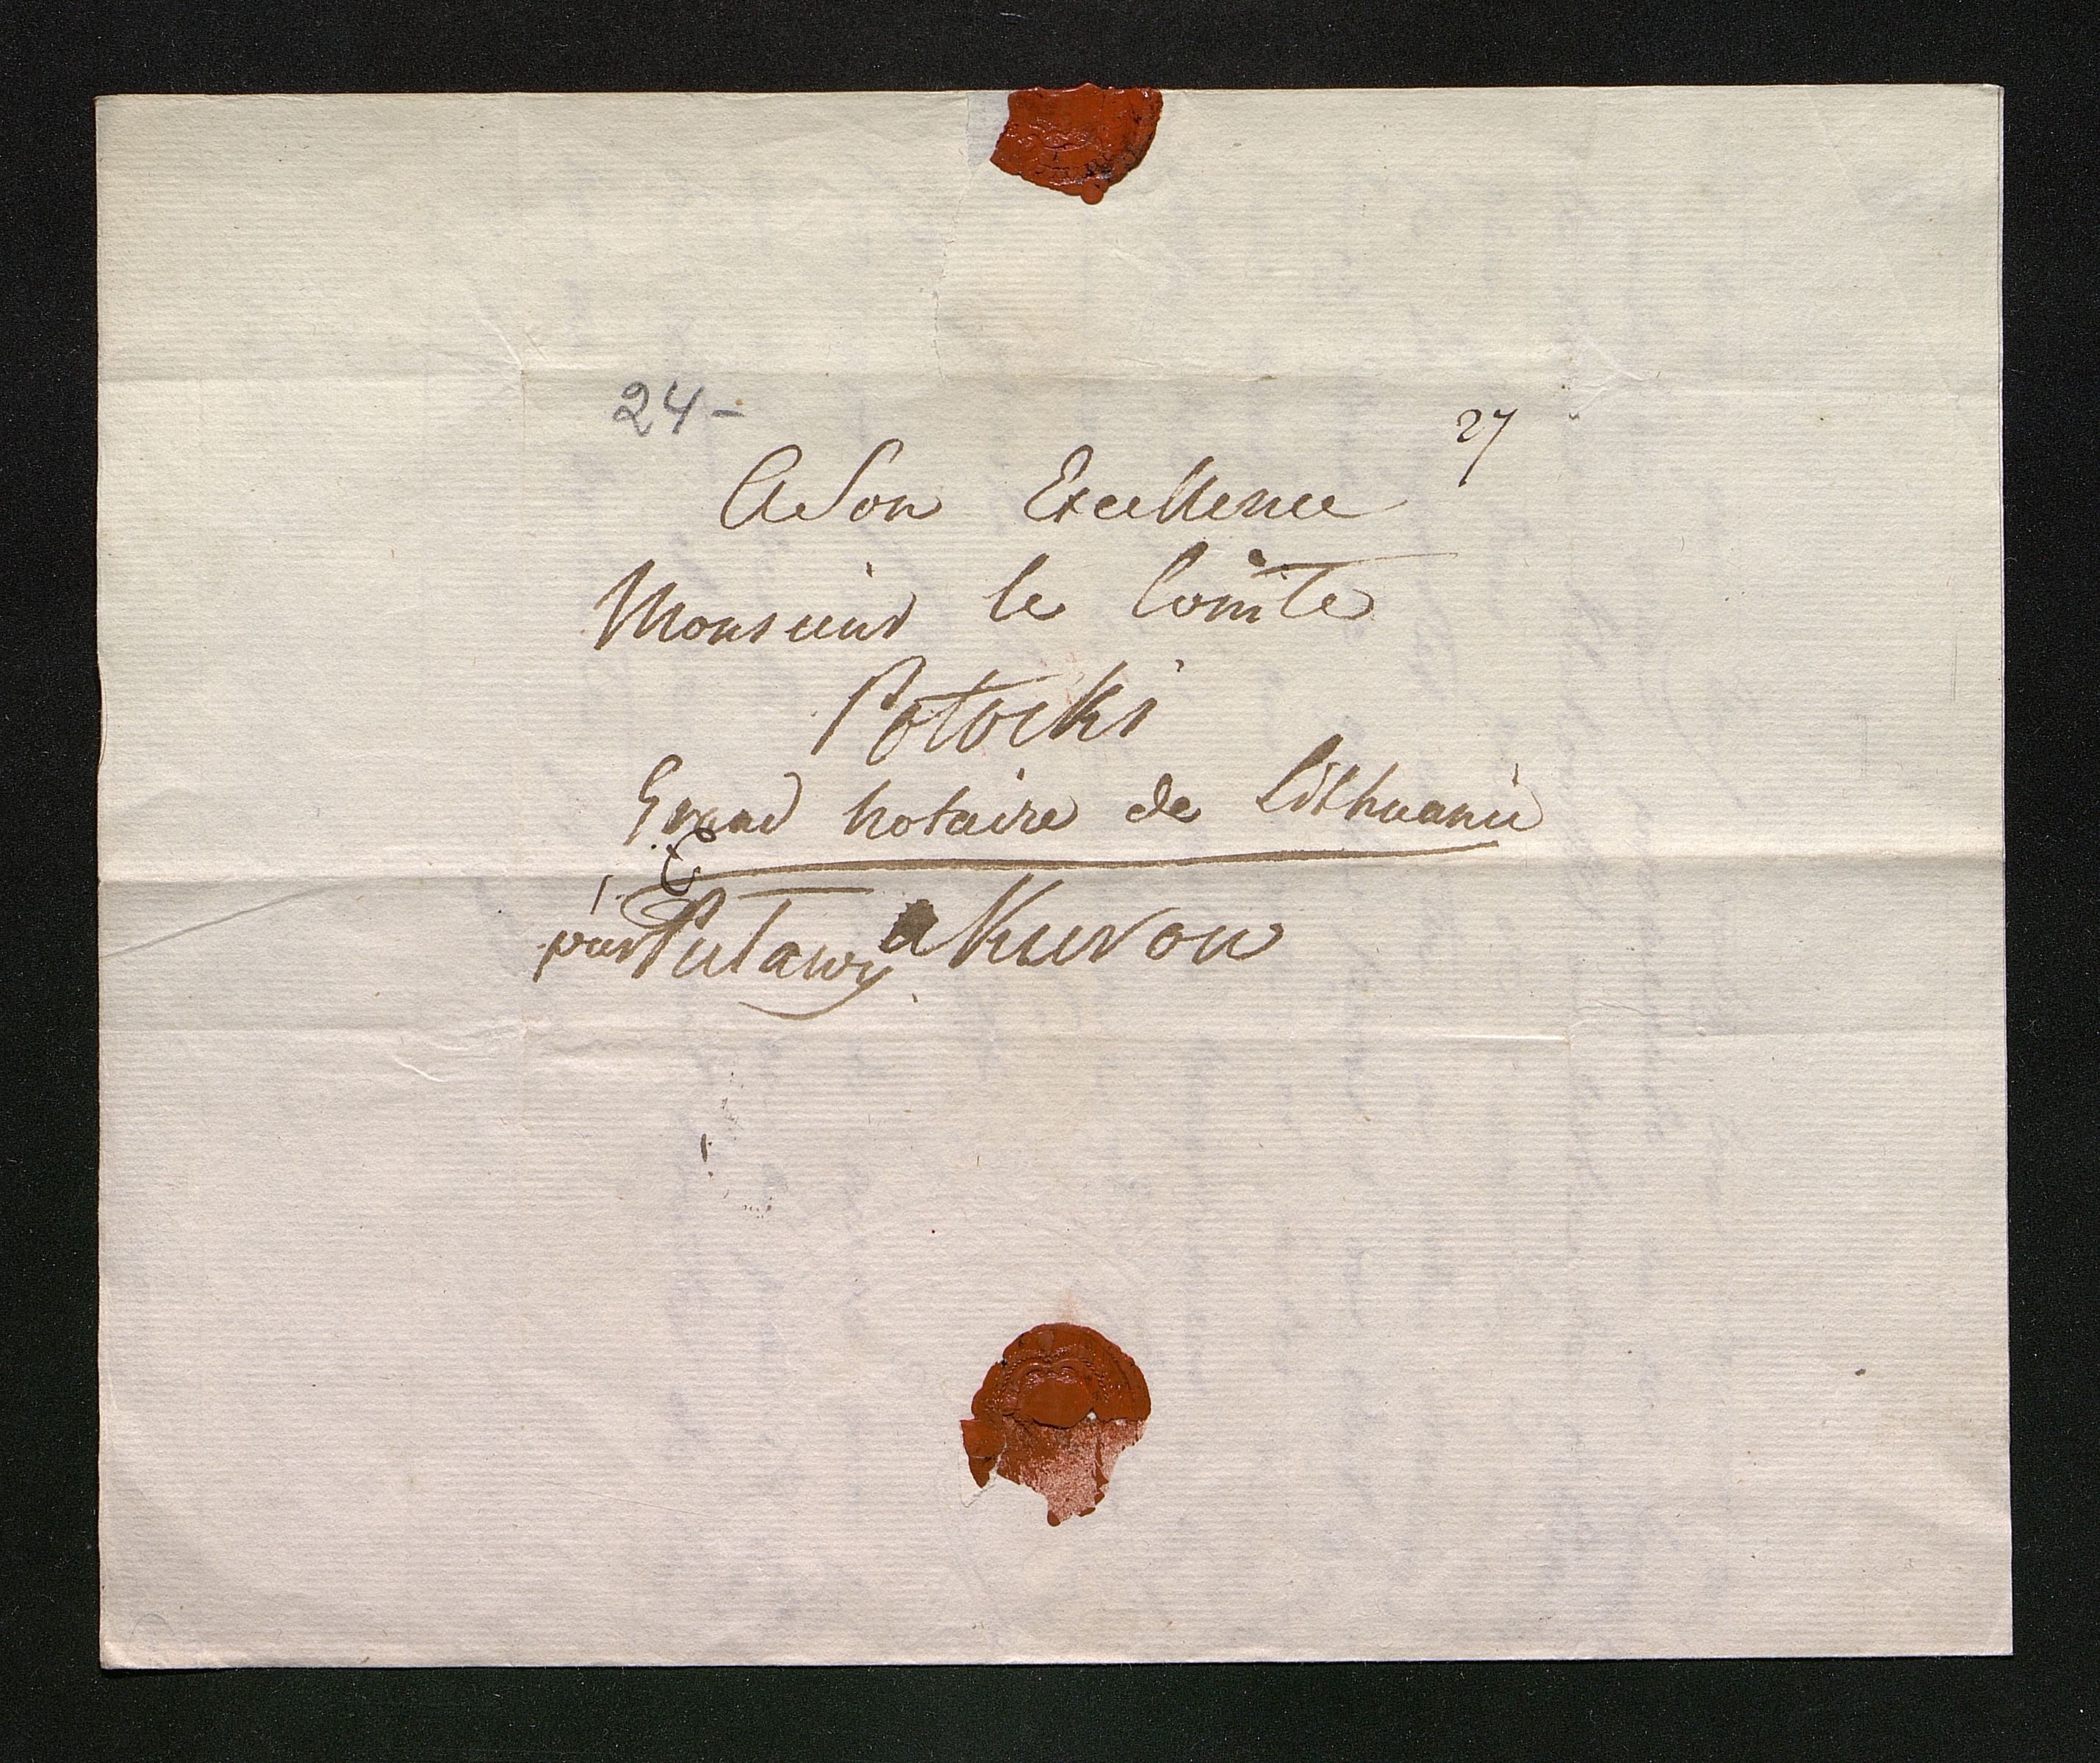 24-
27
A Son Excellence
Monsieur le Comte
Potocki
Grand notaire de Lithuanie
par Pulawy a Kurow